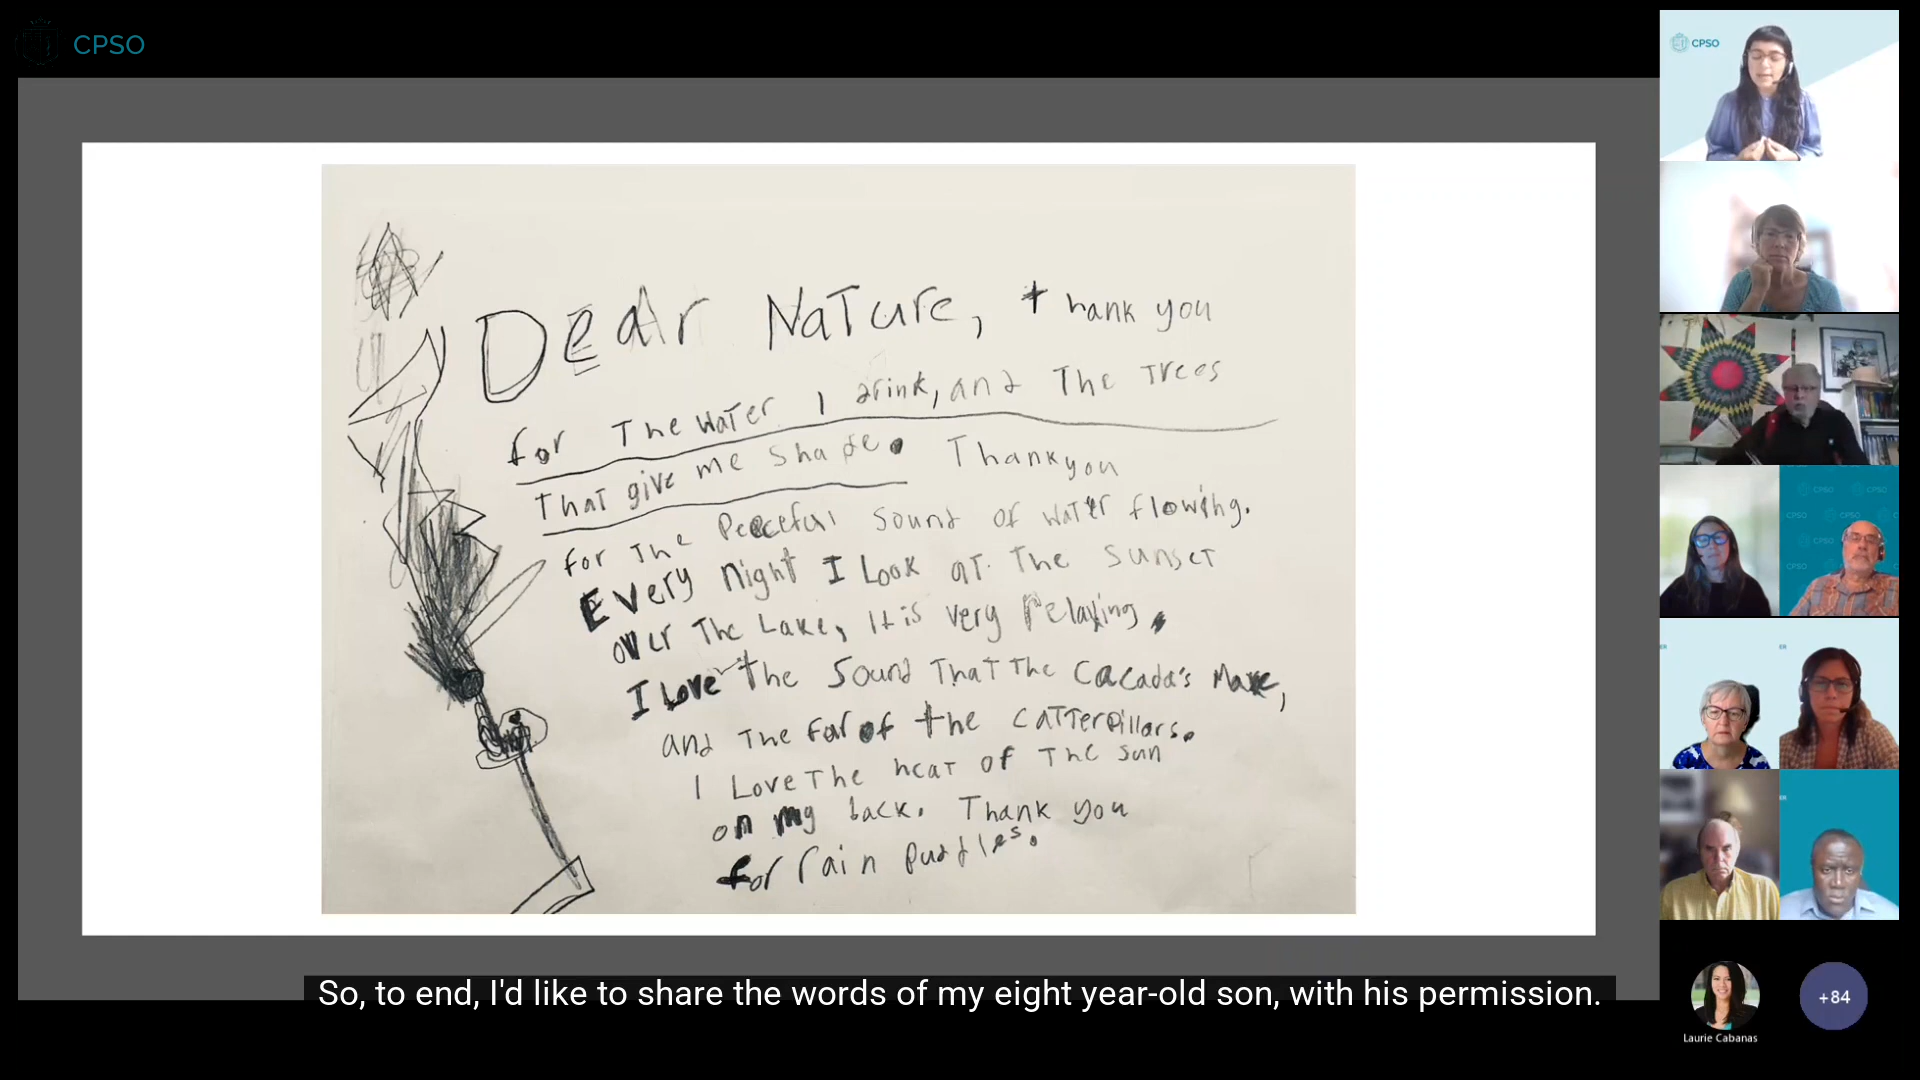 CPSO
CPSO
Dear Nature, thank you
for The water I drink, and The Trees
That give me shade. Thank you
for The Peeceful sound of water flowing.
Every night I Look aT The sunseT
over The Lake, It is very relaxing.
I Love the Sound ThaT The Cacada's Make,
and The fur of the caTTerpillars.
I Love The heaT of The sun
on my back. Thank you
for rain puddles.
So, to end, I'd like to share the words of my eight year-old son, with his permission.
Laurie Cabanas
+84